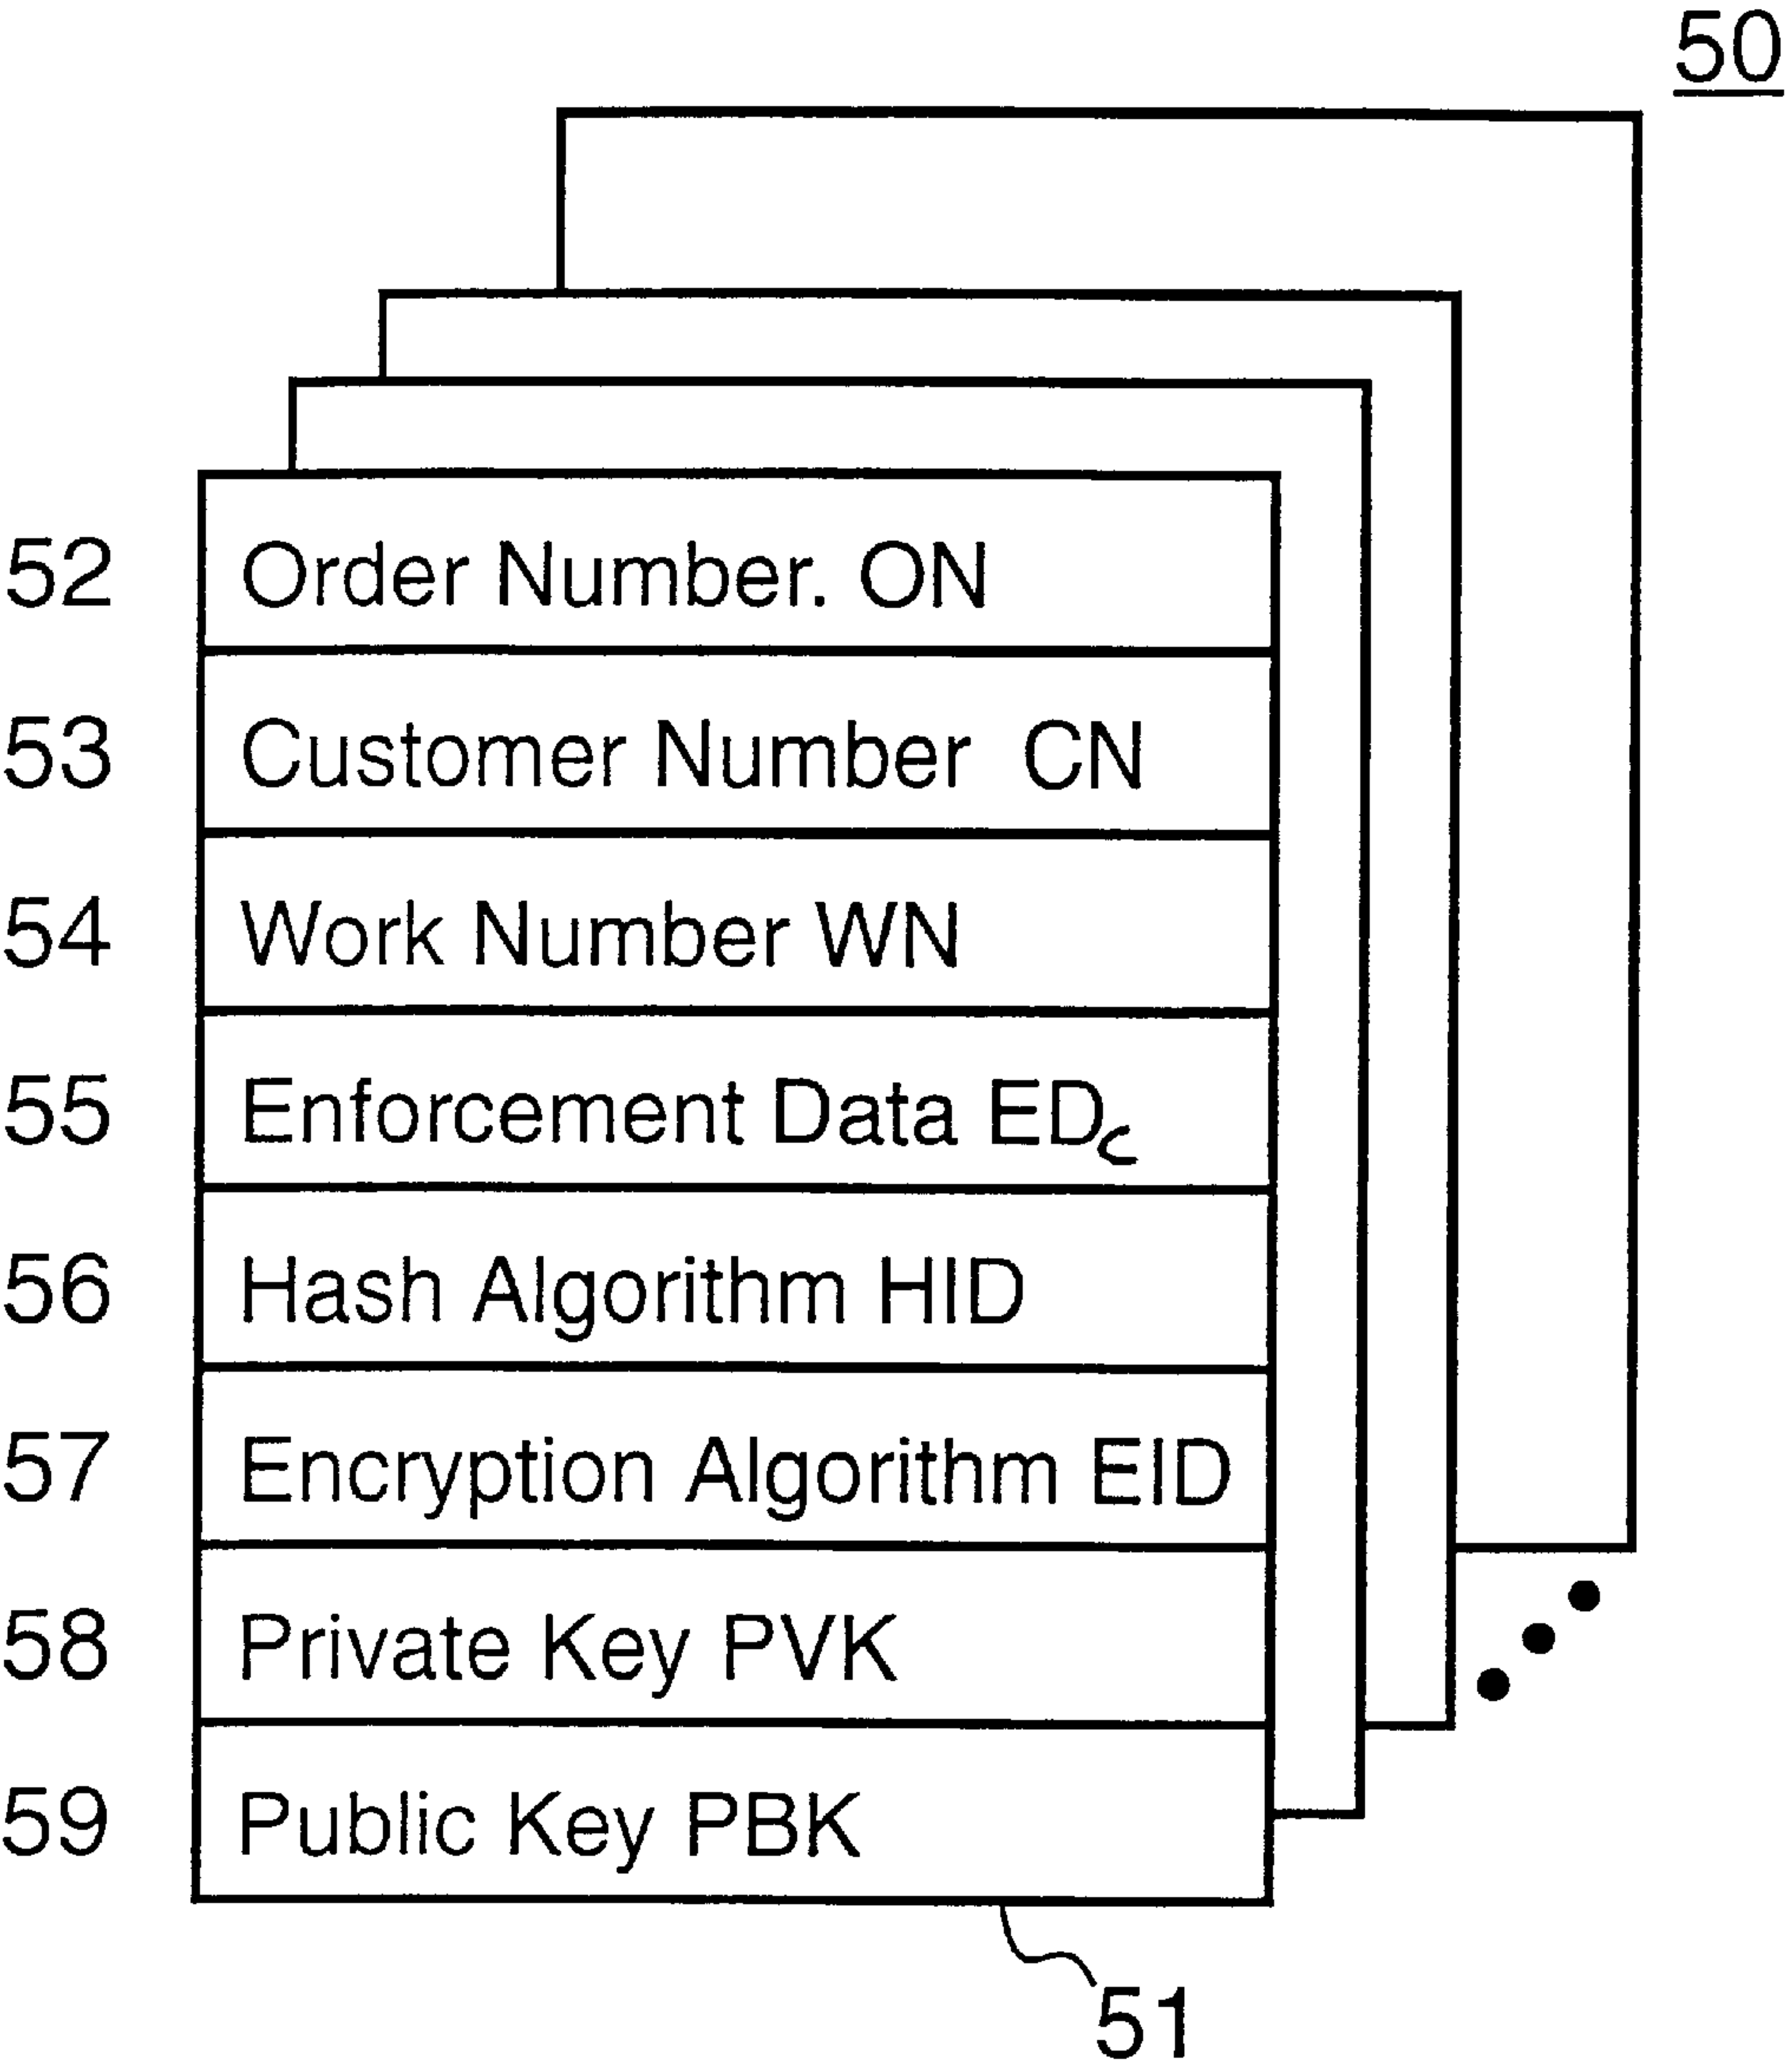 50
52 Order Number. ON
53 Customer Number CN
54 Work Number WN
55 Enforcement Data EDc
56 Hash Algorithm HID
57 Encryption Algorithm EID
58 Private Key PVK
59 Public Key PBK
51